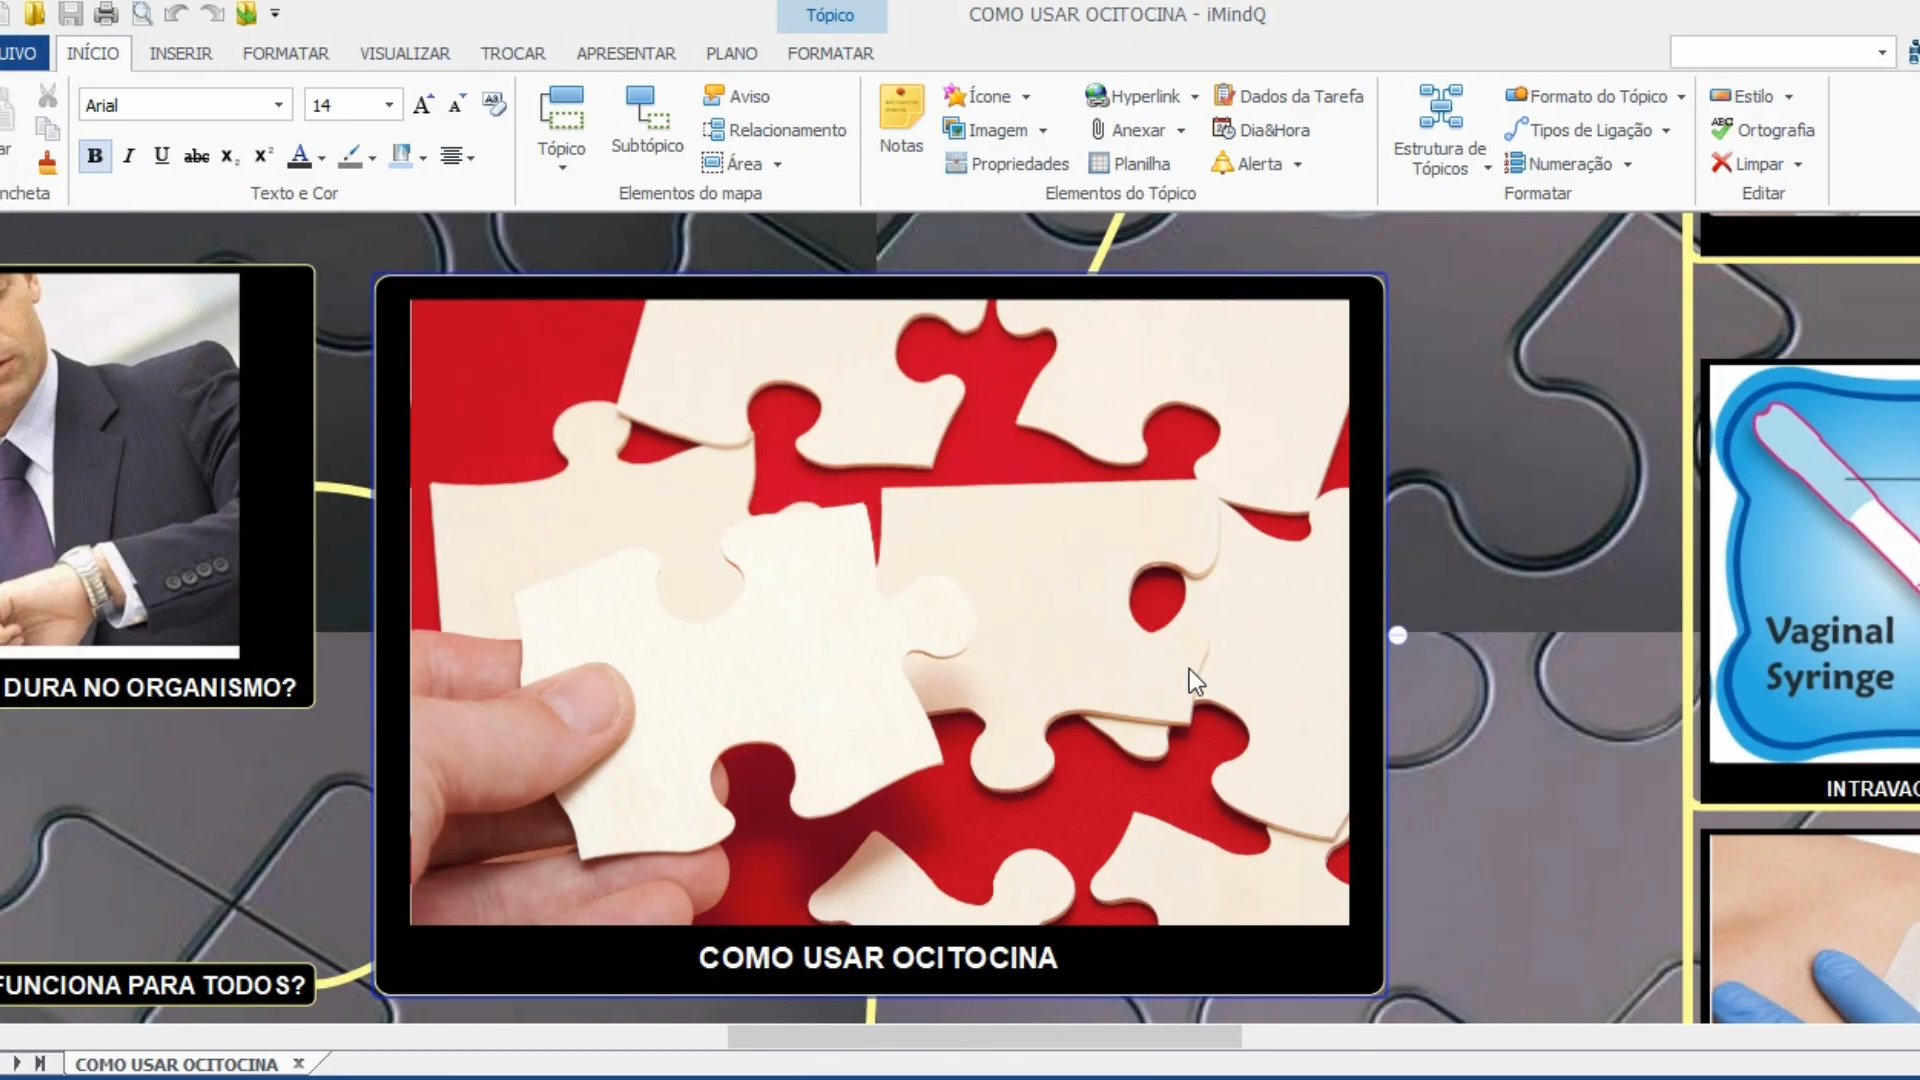 Tópico
COMO USAR OCITOCINA - iMindQ
UIVO INÍCIO INSERIR FORMATAR VISUALIZAR TROCAR APRESENTAR PLANO FORMATAR
Arial 14
Aviso
Relacionamento
Área
Tópico
Subtópico
Notas
Ícone
Imagem
Propriedades
Hyperlink
Anexar
Planilha
Dados da Tarefa
Dia&Hora
Alerta
Estrutura de
Tópicos
Formato do Tópico
Tipos de Ligação
Numeração
Estilo
Ortografia
Limpar
ar
ncheta
Texto e Cor
Elementos do mapa
Elementos do Tópico
Formatar
Editar
DURA NO ORGANISMO?
FUNCIONA PARA TODOS?
COMO USAR OCITOCINA
Vaginal
Syringe
INTRAVAG
COMO USAR OCITOCINA x